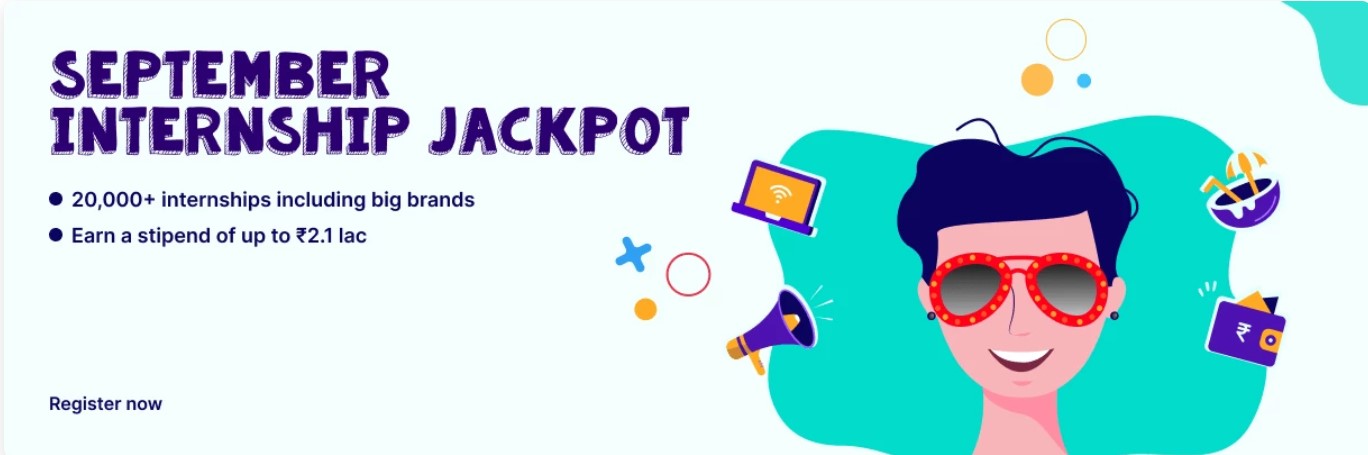 SEPTEMBER
INTERNSHIP JACKPOT
20,000+ internships including big brands
Earn a stipend of up to ₹2.1 lac
Register now
₹